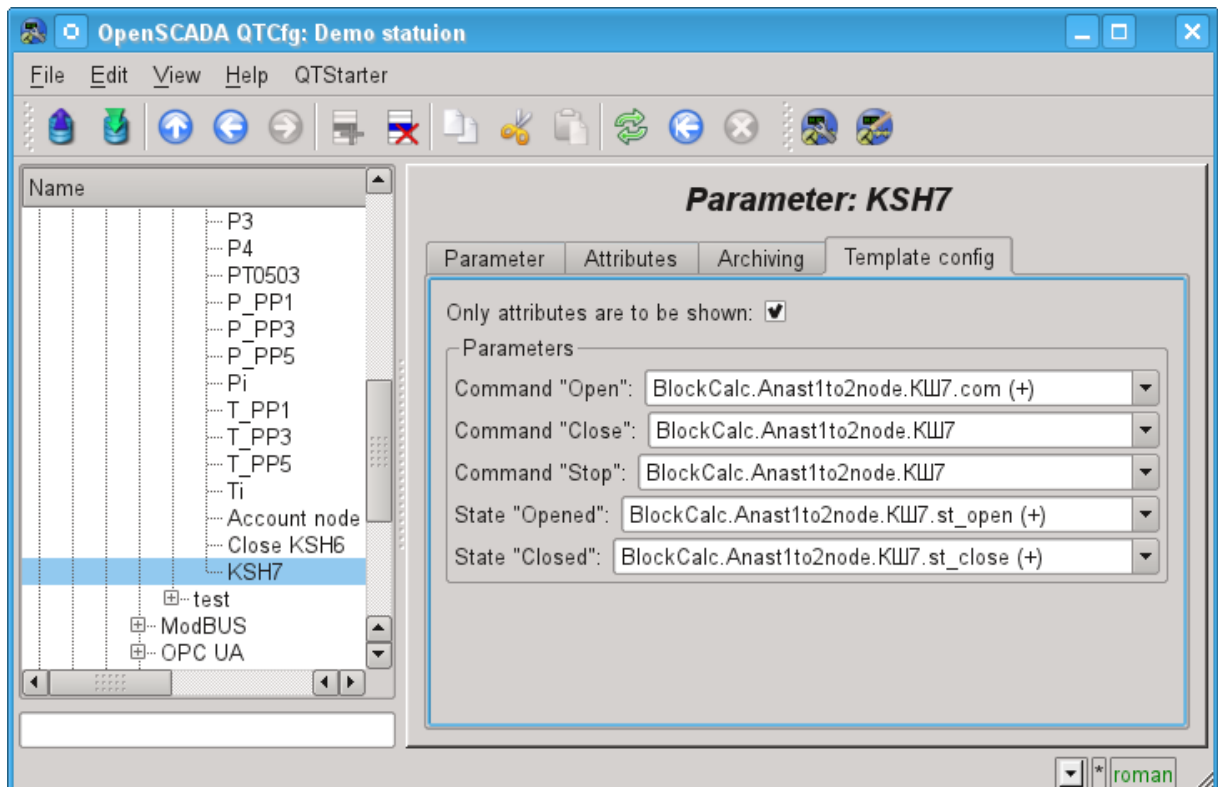 OpenSCADA QTCfg: Demo statuion
File Edit View Help QTStarter
Name
P3
P4
PT0503
P_PP1
P_PP3
P_PP5
Pi
T_PP1
T_PP3
T_PP5
Ti
Account node
Close KSH6
KSH7
test
ModBUS
OPC UA
Parameter: KSH7
Parameter Attributes Archiving Template config
Only attributes are to be shown:
Parameters
Command "Open": BlockCalc.Anast1to2node.КШ7.com (+)
Command "Close": BlockCalc.Anast1to2node.КШ7
Command "Stop": BlockCalc.Anast1to2node.КШ7
State "Opened": BlockCalc.Anast1to2node.КШ7.st_open (+)
State "Closed": BlockCalc.Anast1to2node.КШ7.st_close (+)
* roman